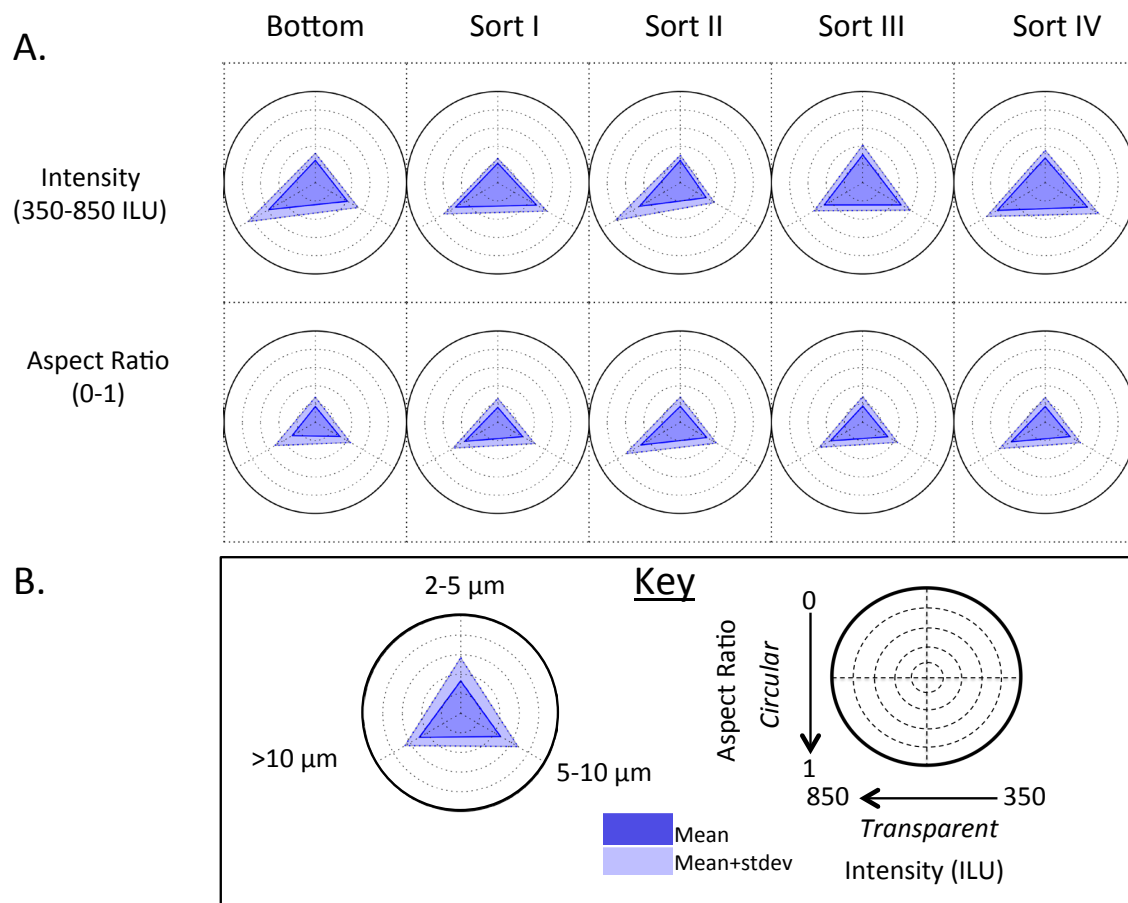 A.
Bottom
Sort I
Sort II
Sort III
Sort IV
Intensity
(350-850 ILU)
Aspect Ratio
(0-1)
B.
Key
2-5 µm
>10 µm
5-10 µm
Mean
Mean+stdev
Aspect Ratio
Circular
0
1
850
350
Transparent
Intensity (ILU)